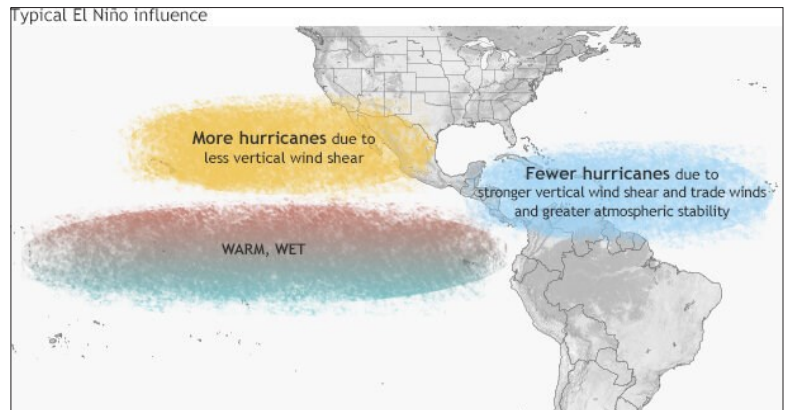 Typical El Niño influence
More hurricanes due to
less vertical wind shear
Fewer hurricanes due to
stronger vertical wind shear and trade winds
and greater atmospheric stability
WARM, WET